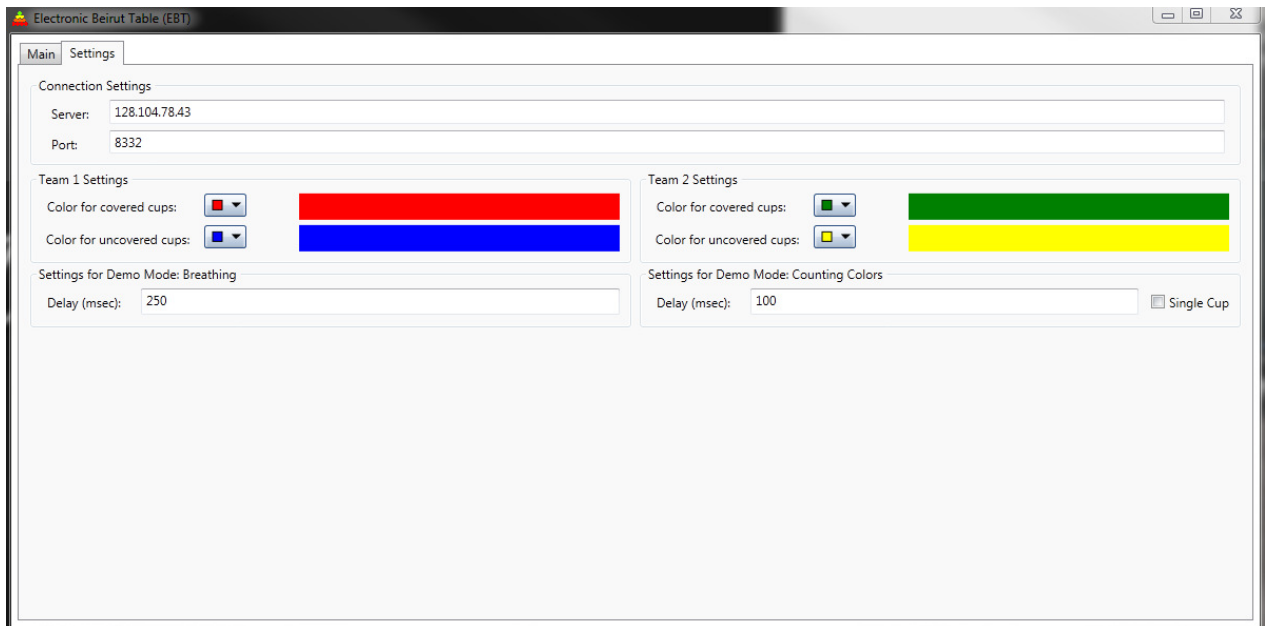 Electronic Beirut Table (EBT)
Main Settings
Connection Settings
Server: 128.104.78.43
Port: 8332
Team 1 Settings
Color for covered cups:
Color for uncovered cups:
Team 2 Settings
Color for covered cups:
Color for uncovered cups:
Settings for Demo Mode: Breathing
Delay (msec): 250
Settings for Demo Mode: Counting Colors
Delay (msec): 100 Single Cup